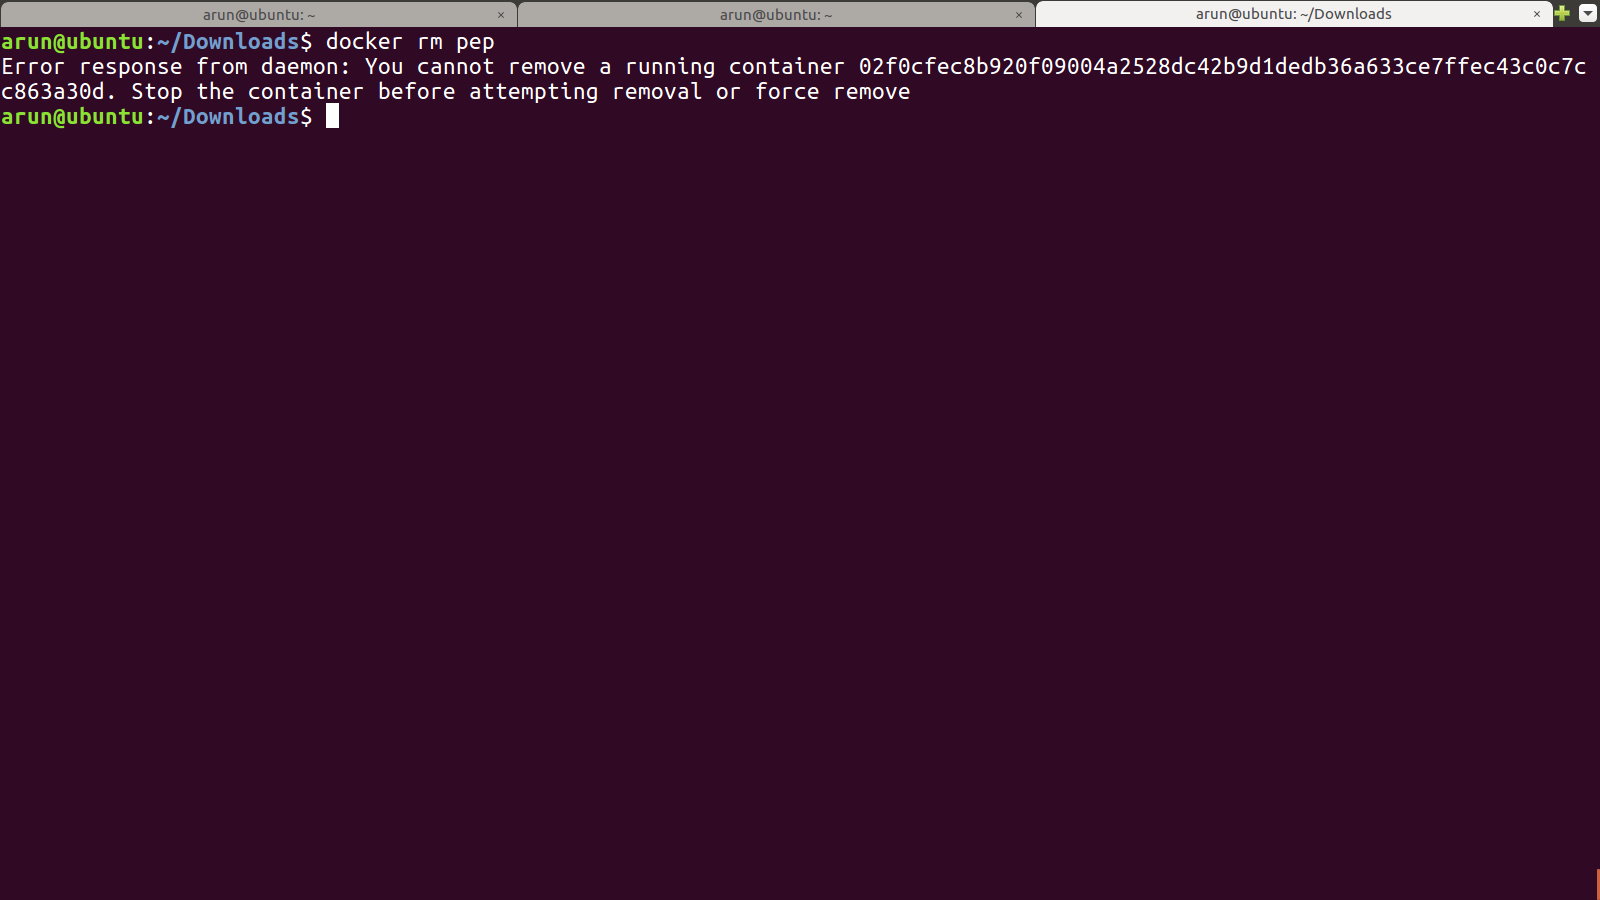 arun@ubuntu: ~ ×
arun@ubuntu: ~ ×
arun@ubuntu: ~/Downloads ×
arun@ubuntu:~/Downloads$ docker rm pep
Error response from daemon: You cannot remove a running container 02f0cfec8b920f09004a2528dc42b9d1dedb36a633ce7ffec43c0c7c
c863a30d. Stop the container before attempting removal or force remove
arun@ubuntu:~/Downloads$